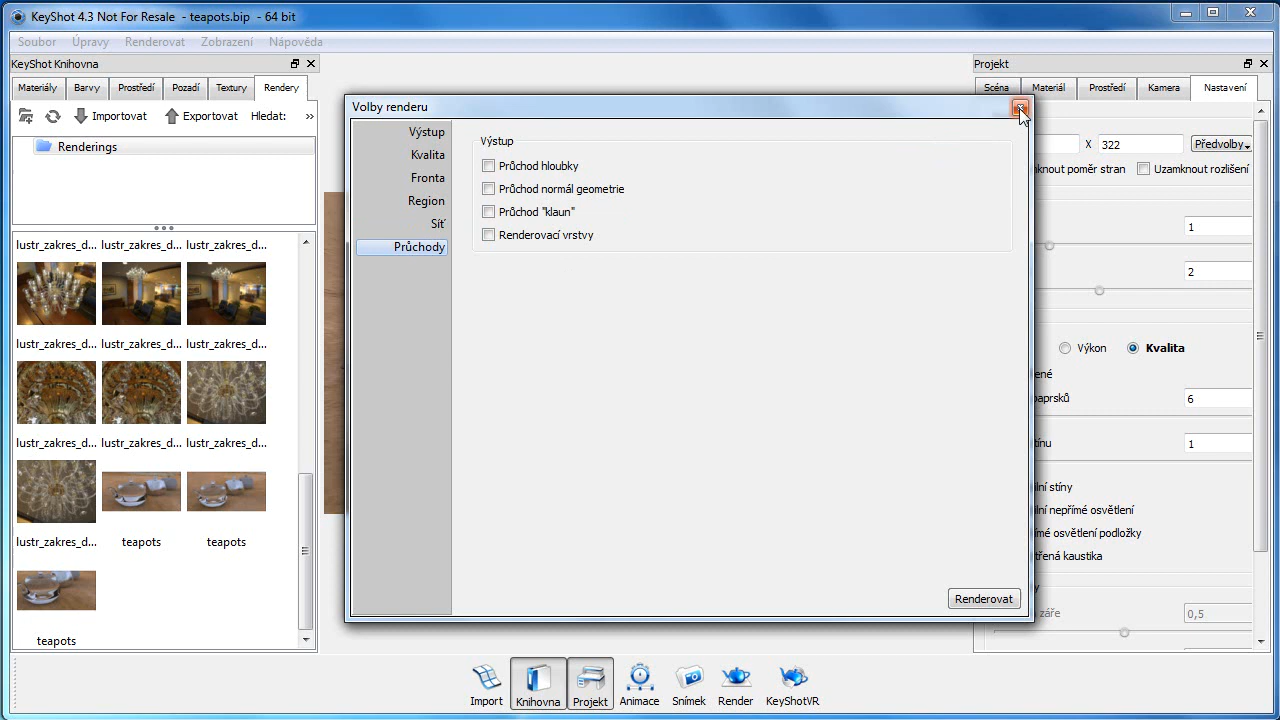 KeyShot 4.3 Not For Resale - teapots.bip - 64 bit
Soubor Úpravy Renderovat Zobrazení Nápověda
KeyShot Knihovna
Materiály Barvy Prostředí Pozadí Textury Rendery
Importovat Exportovat Hledat: »
Renderings
lustr_zakres_d... lustr_zakres_d... lustr_zakres_d...
lustr_zakres_d... lustr_zakres_d... lustr_zakres_d...
lustr_zakres_d... lustr_zakres_d... lustr_zakres_d...
lustr_zakres_d... teapots teapots
teapots
Volby renderu
Výstup
Kvalita
Fronta
Region
Síť
Průchody
Výstup
Průchod hloubky
Průchod normál geometrie
Průchod "klaun"
Renderovací vrstvy
Renderovat
Projekt
Scéna Materiál Prostředí Kamera Nastavení
X 322 Předvolby
knout poměr stran Uzamknout rozlišení
1
2
Výkon Kvalita
ené
paprsků 6
tínu 1
lní stíny
lní nepřímé osvětlení
mé osvětlení podložky
třená kaustika
y
záře 0,5
Import Knihovna Projekt Animace Snímek Render KeyShotVR